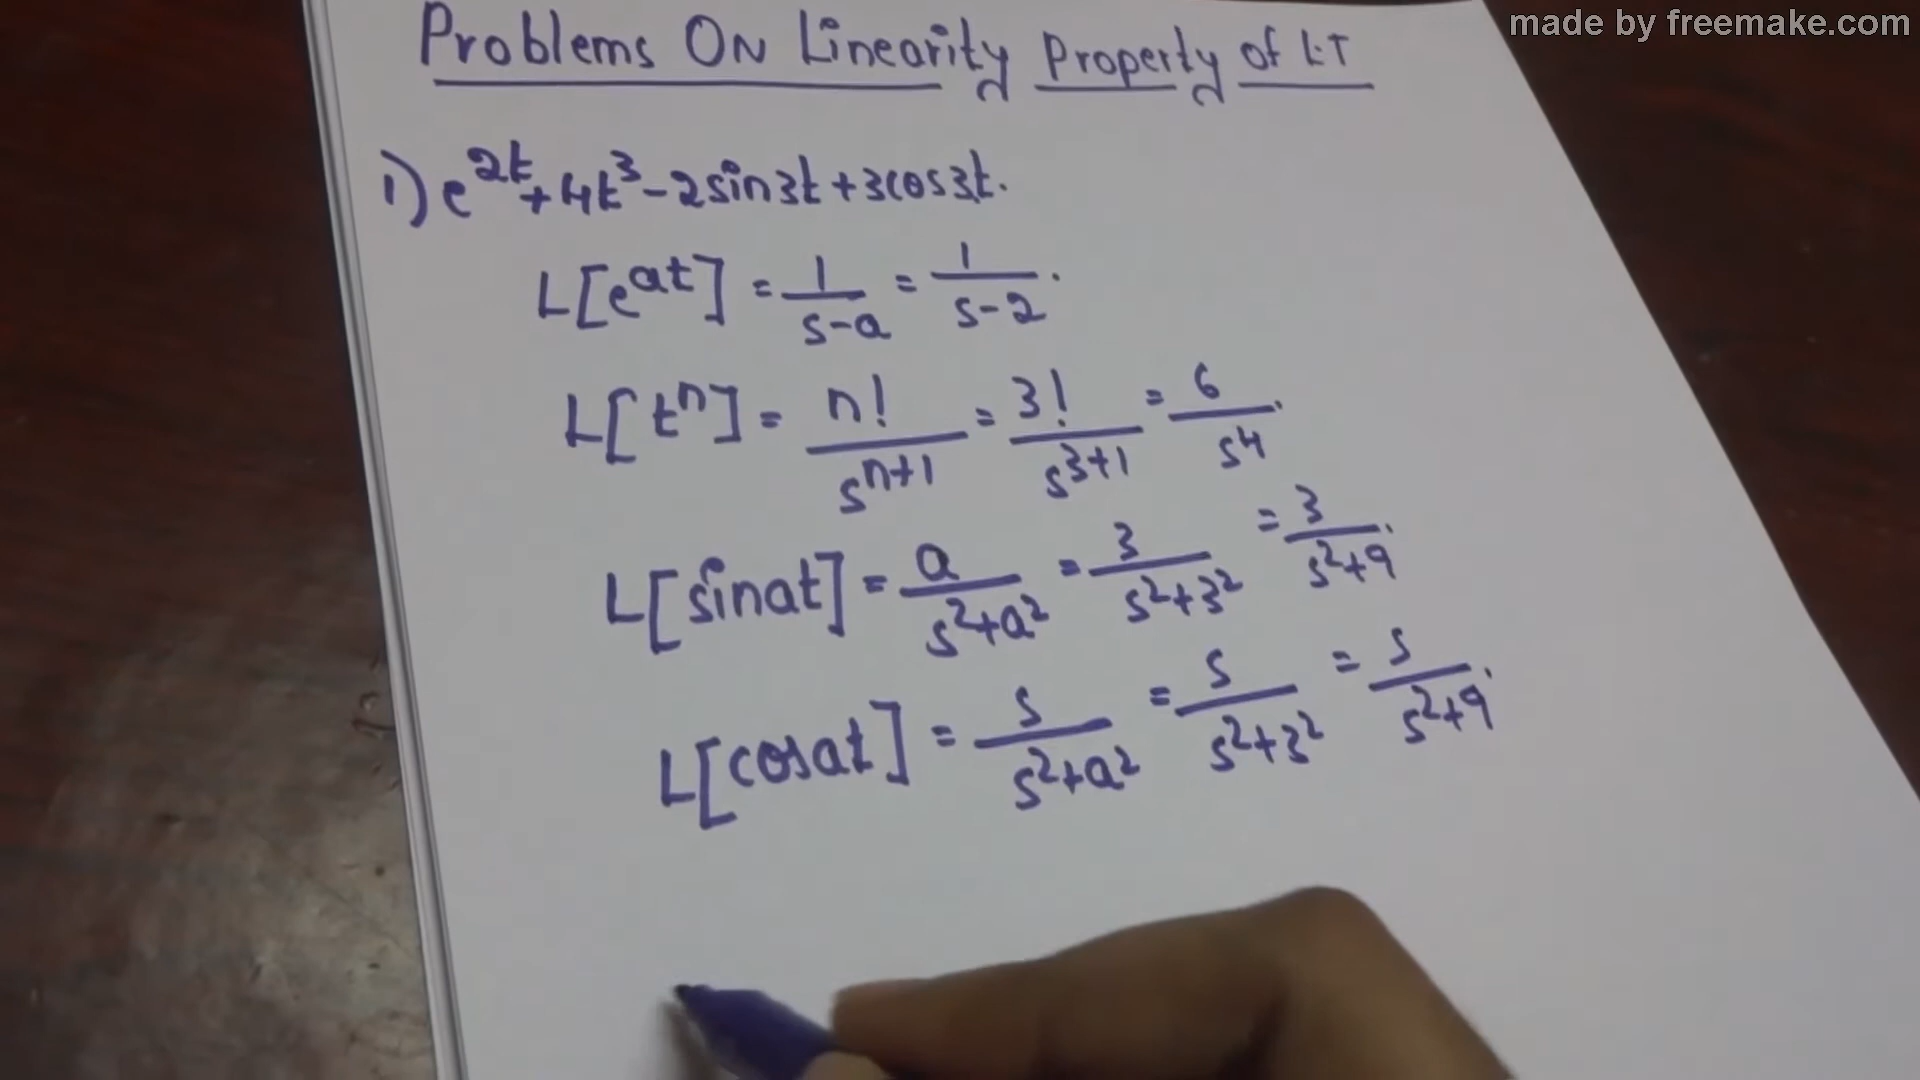 made by freemake.com
Problems ON Linearity Property of L.T
1) e^2t + 4t^3 - 2sin3t + 3cos3t.
L[e^at] = 1/(s-a) = 1/(s-2).
L[t^n] = n!/s^(n+1) = 3!/s^(3+1) = 6/s^4.
L[sinat] = a/(s^2+a^2) = 3/(s^2+3^2) = 3/(s^2+9).
L[cosat] = s/(s^2+a^2) = s/(s^2+3^2) = s/(s^2+9).